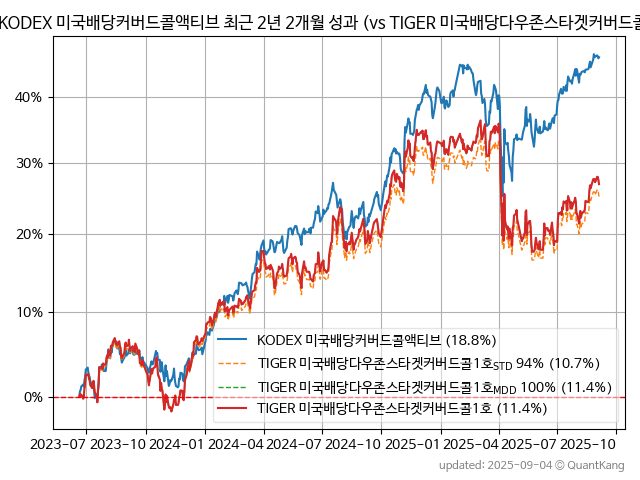 KODEX 미국배당커버드콜액티브 최근 2년 2개월 성과 (vs TIGER 미국배당다우존스타겟커버드콜
40%
30%
20%
10%
0%
KODEX 미국배당커버드콜액티브 (18.8%)
TIGER 미국배당다우존스타겟커버드콜1호STD 94% (10.7%)
TIGER 미국배당다우존스타겟커버드콜1호MDD 100% (11.4%)
TIGER 미국배당다우존스타겟커버드콜1호 (11.4%)
2023-07 2023-10 2024-01 2024-04 2024-07 2024-10 2025-01 2025-04 2025-07 2025-10
updated: 2025-09-04 © QuantKang